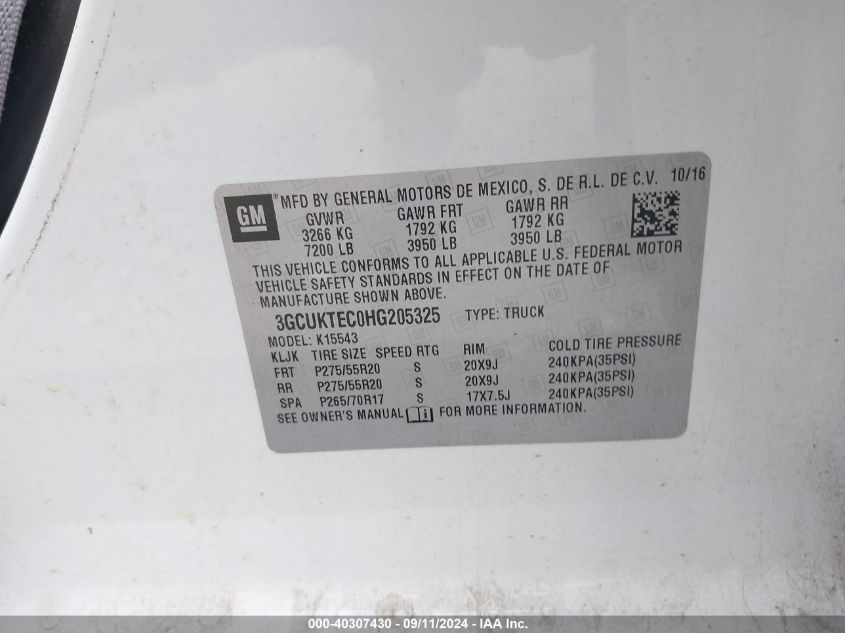 GM ® MFD BY GENERAL MOTORS DE MEXICO, S. DE R.L. DE C.V. 10/16
GVWR GAWR FRT GAWR RR
3266 KG 1792 KG 1792 KG
7200 LB 3950 LB 3950 LB
THIS VEHICLE CONFORMS TO ALL APPLICABLE U.S. FEDERAL MOTOR
VEHICLE SAFETY STANDARDS IN EFFECT ON THE DATE OF
MANUFACTURE SHOWN ABOVE.
3GCUKTEC0HG205325 TYPE: TRUCK
MODEL: K15543
KLJK TIRE SIZE SPEED RTG RIM COLD TIRE PRESSURE
FRT P275/55R20 S 20X9J 240KPA(35PSI)
RR P275/55R20 S 20X9J 240KPA(35PSI)
SPA P265/70R17 S 17X7.5J 240KPA(35PSI)
SEE OWNER'S MANUAL FOR MORE INFORMATION.
000-40307430 - 09/11/2024 - IAA Inc.